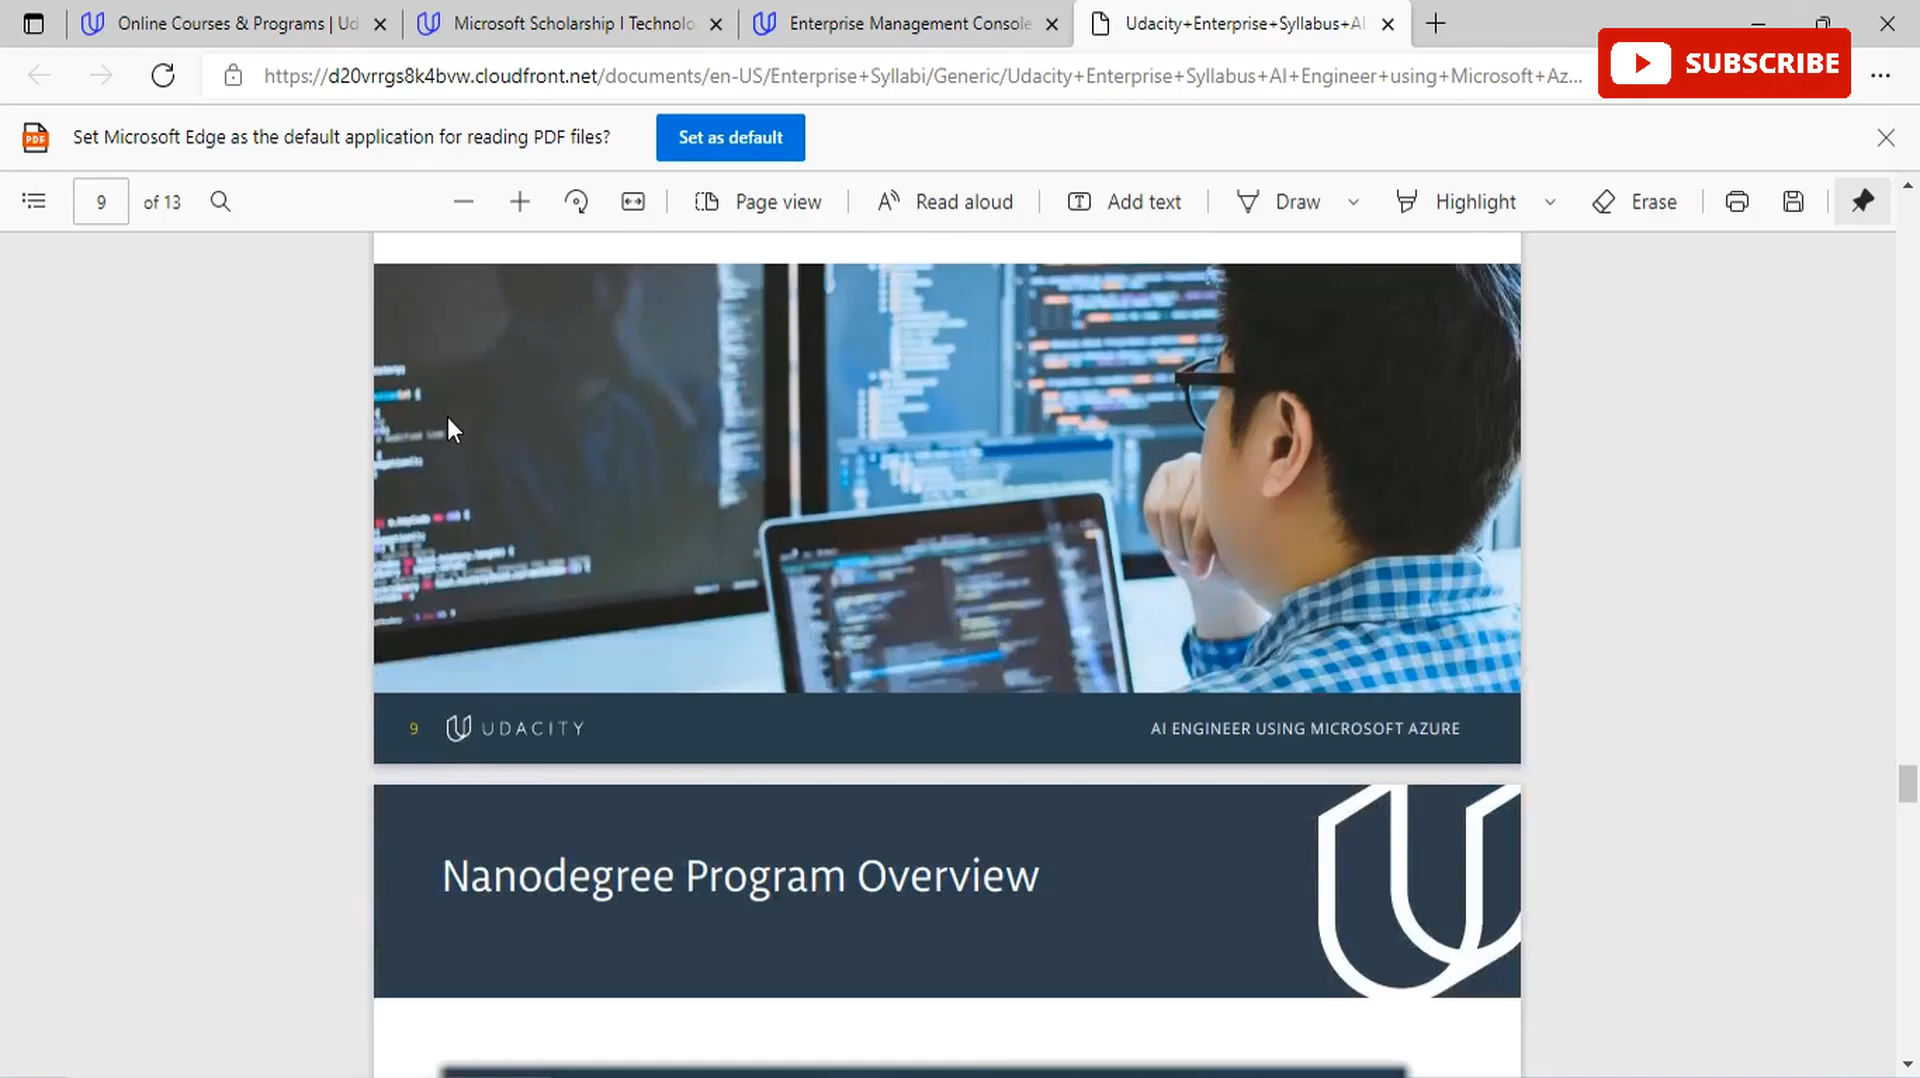 Online Courses & Programs | Ud
Microsoft Scholarship I Technolo
Enterprise Management Console
Udacity+Enterprise+Syllabus+AI
https://d20vrrgs8k4bvw.cloudfront.net/documents/en-US/Enterprise+Syllabi/Generic/Udacity+Enterprise+Syllabus+AI+Engineer+using+Microsoft+Az...
SUBSCRIBE
PDF
Set Microsoft Edge as the default application for reading PDF files?
Set as default
9
of 13
Page view
Read aloud
Add text
Draw
Highlight
Erase
9
UDACITY
AI ENGINEER USING MICROSOFT AZURE
Nanodegree Program Overview